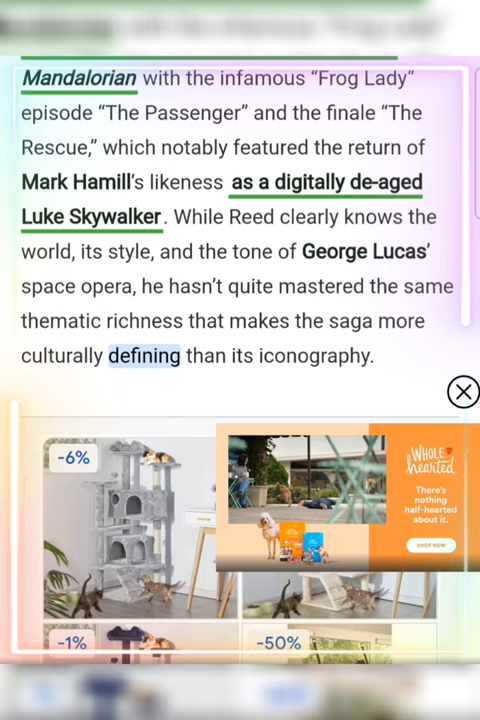 Mandalorian with the infamous “Frog Lady”
episode “The Passenger” and the finale “The
Rescue,” which notably featured the return of
Mark Hamill’s likeness as a digitally de-aged
Luke Skywalker. While Reed clearly knows the
world, its style, and the tone of George Lucas’
space opera, he hasn’t quite mastered the same
thematic richness that makes the saga more
culturally defining than its iconography.
-6%
WHOLE
hearted
There’s
nothing
half-hearted
about it.
SHOP NOW
-1%
-50%